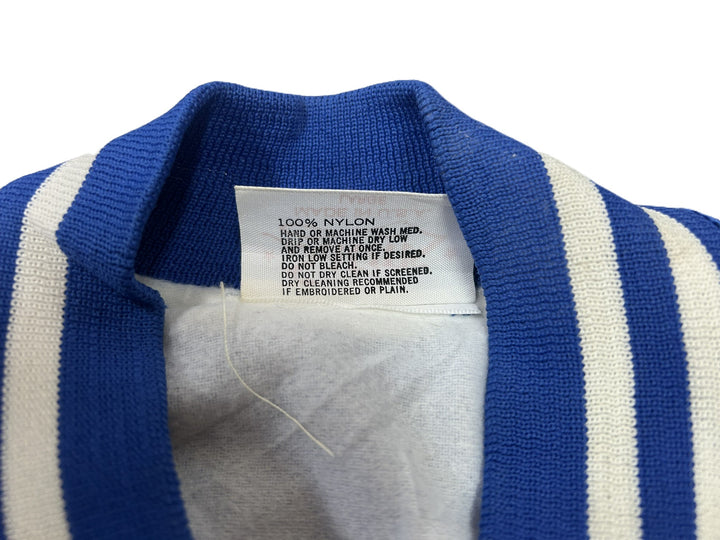 100% NYLON
HAND OR MACHINE WASH MED.
DRIP OR MACHINE DRY LOW
AND REMOVE AT ONCE.
IRON LOW SETTING IF DESIRED.
DO NOT BLEACH.
DO NOT DRY CLEAN IF SCREENED.
DRY CLEANING RECOMMENDED
IF EMBROIDERED OR PLAIN.